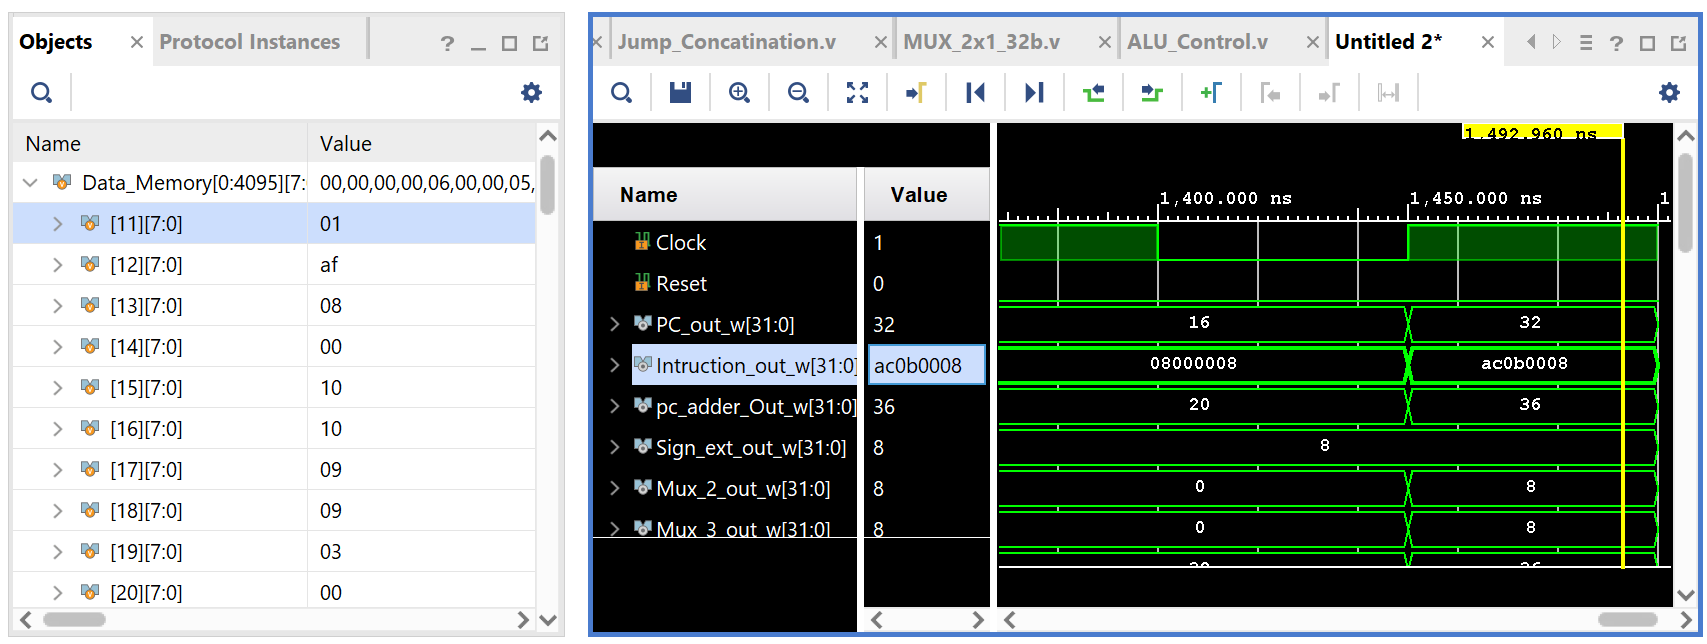 Objects × Protocol Instances ?
Name Value
Data_Memory[0:4095][7: 00,00,00,00,06,00,00,05,
[11][7:0] 01
[12][7:0] af
[13][7:0] 08
[14][7:0] 00
[15][7:0] 10
[16][7:0] 10
[17][7:0] 09
[18][7:0] 09
[19][7:0] 03
[20][7:0] 00
Jump_Concatination.v × MUX_2x1_32b.v × ALU_Control.v × Untitled 2* × ?
1,492.960 ns
Name Value
1,400.000 ns 1,450.000 ns 1
Clock 1
Reset 0
PC_out_w[31:0] 32 16 32
Intruction_out_w[31:0] ac0b0008 08000008 ac0b0008
pc_adder_Out_w[31:0] 36 20 36
Sign_ext_out_w[31:0] 8 8
Mux_2_out_w[31:0] 8 0 8
Mux_3_out_w[31:0] 8 0 8